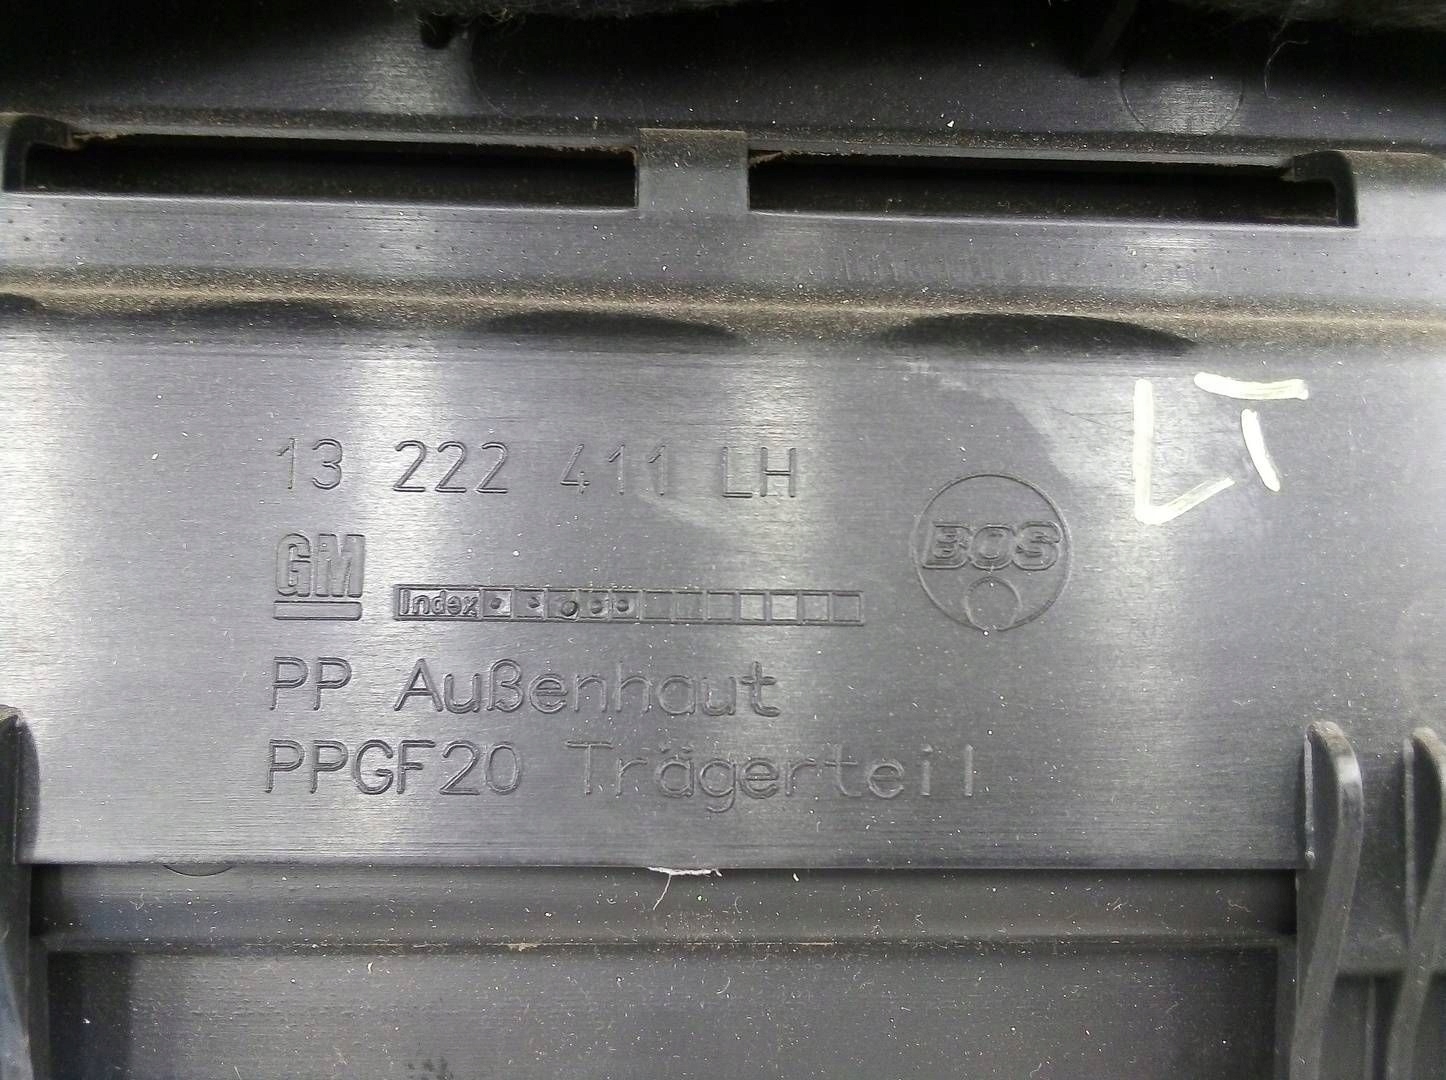 LT
13 222 411 LH
GM
BOS
Index
PP Außenhaut
PPGF20 Trägerteil